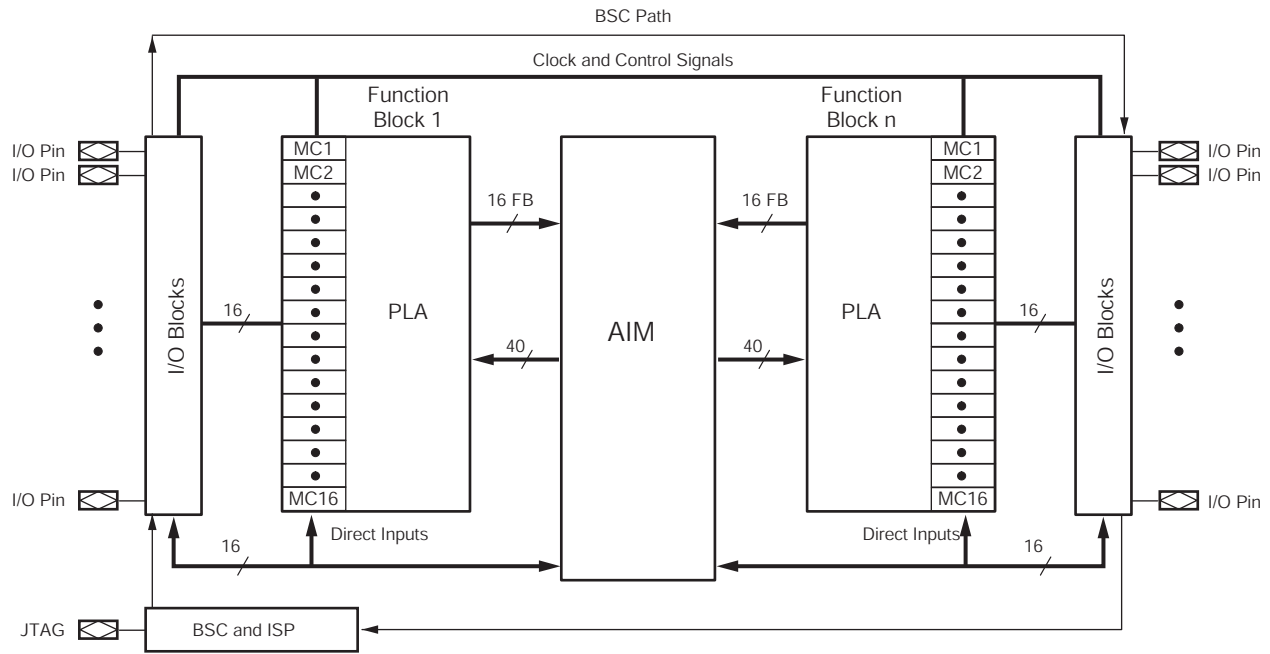 BSC Path
Clock and Control Signals
Function
Block 1
Function
Block n
I/O Pin
I/O Pin
I/O Pin
I/O Blocks
16
MC1
MC2
MC16
PLA
16 FB
40
AIM
16 FB
40
PLA
MC1
MC2
MC16
16
I/O Blocks
I/O Pin
I/O Pin
I/O Pin
Direct Inputs
16
Direct Inputs
16
JTAG
BSC and ISP